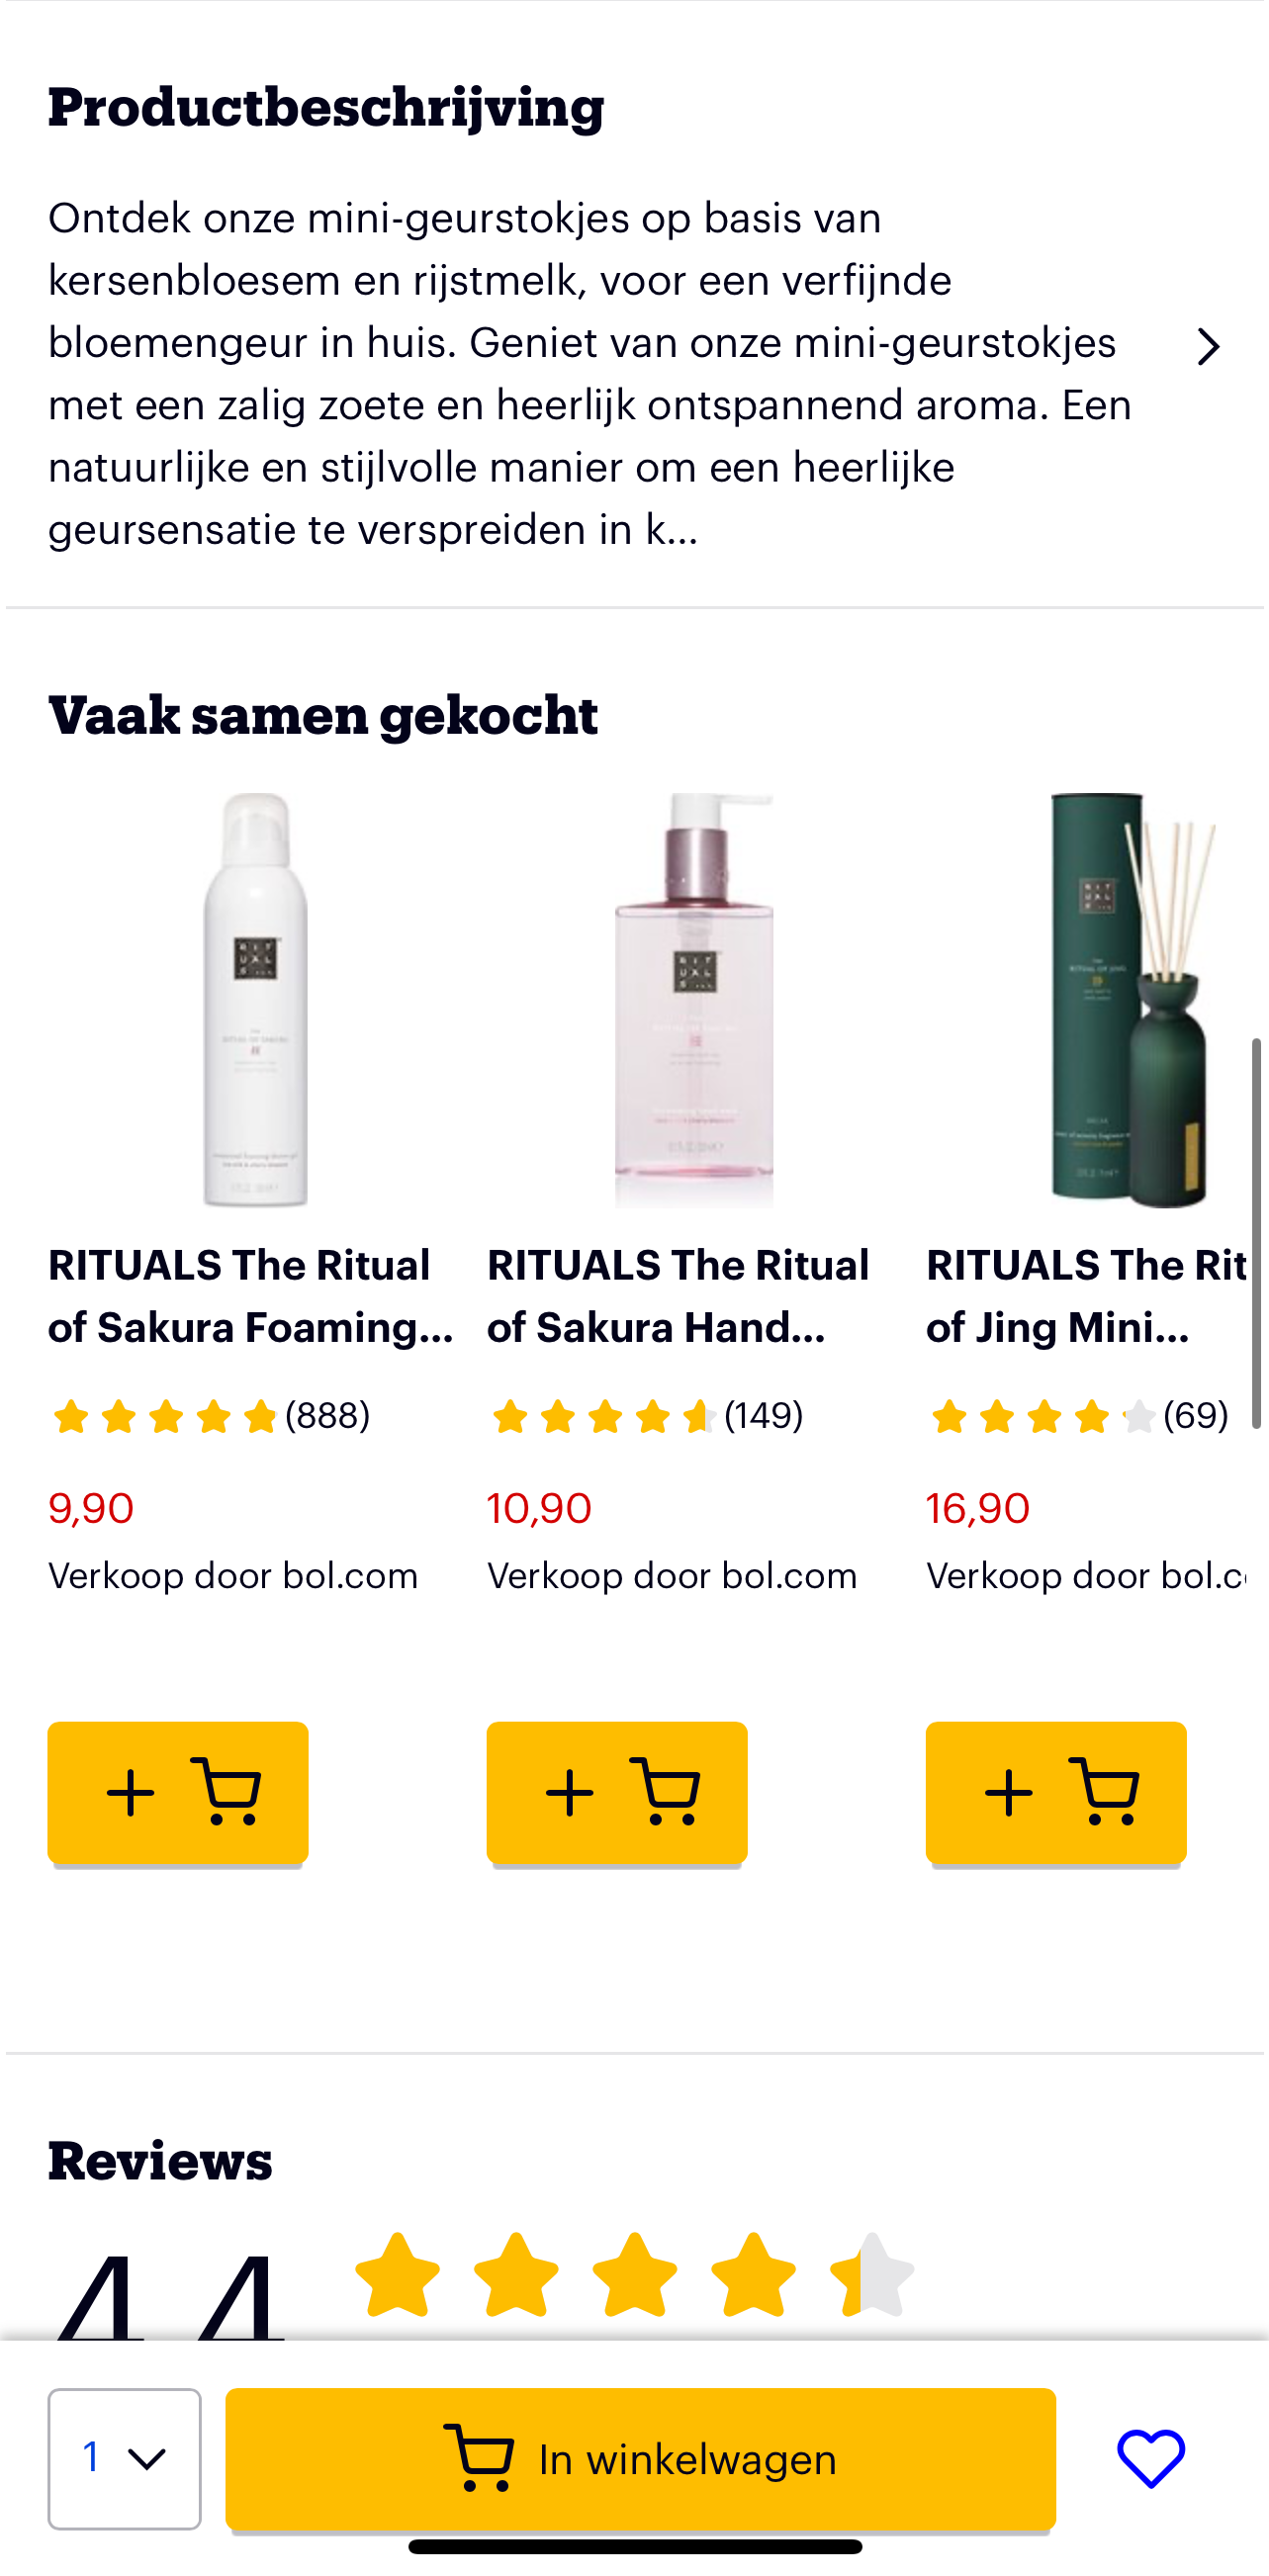 Productbeschrijving
Ontdek onze mini-geurstokjes op basis van
kersenbloesem en rijstmelk, voor een verfijnde
bloemengeur in huis. Geniet van onze mini-geurstokjes
met een zalig zoete en heerlijk ontspannend aroma. Een
natuurlijke en stijlvolle manier om een heerlijke
geursensatie te verspreiden in k...
Vaak samen gekocht
RITUALS
RITUALS
RITUALS
RITUALS The Ritual
of Sakura Foaming...
(888)
9,90
Verkoop door bol.com
RITUALS The Ritual
of Sakura Hand...
(149)
10,90
Verkoop door bol.com
RITUALS The Rit
of Jing Mini...
(69)
16,90
Verkoop door bol.c
Reviews
4,4
1
In winkelwagen